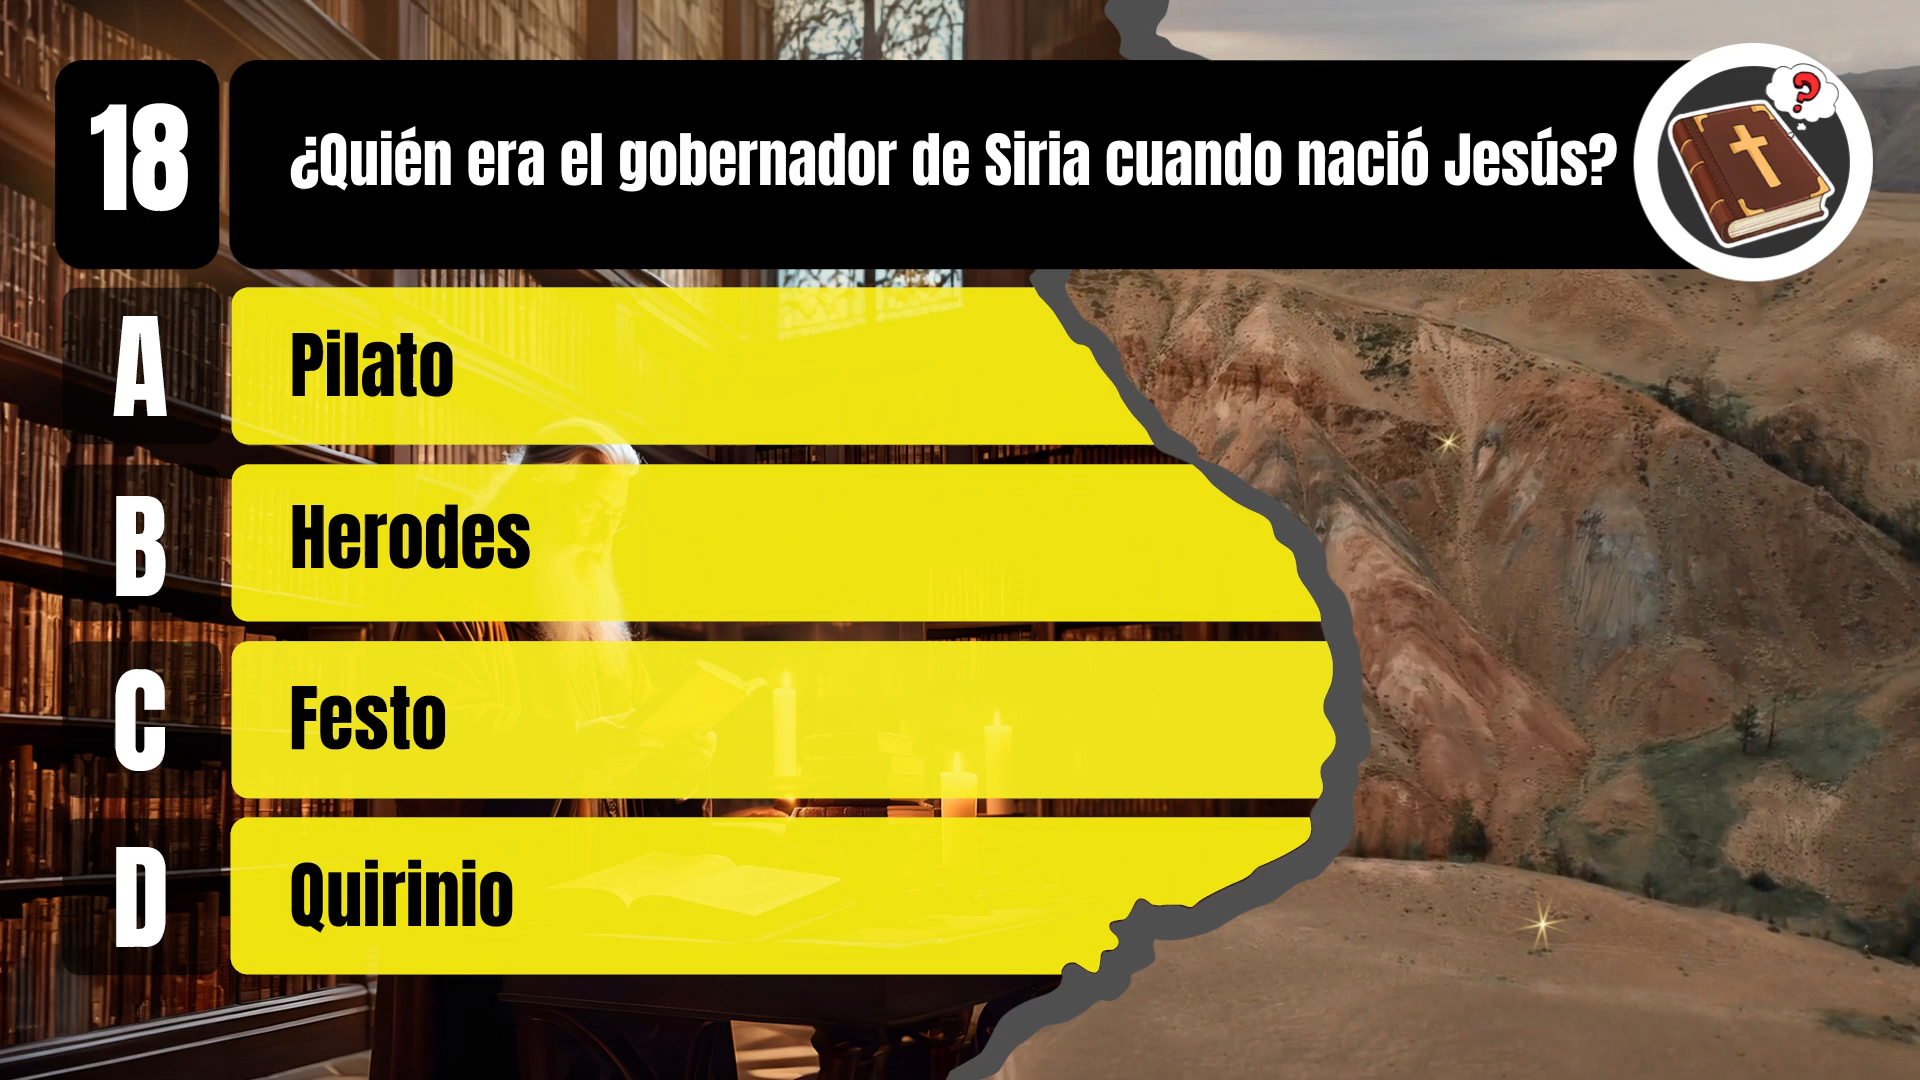 18
¿Quién era el gobernador de Siria cuando nació Jesús?
?
A
Pilato
B
Herodes
C
Festo
D
Quirinio